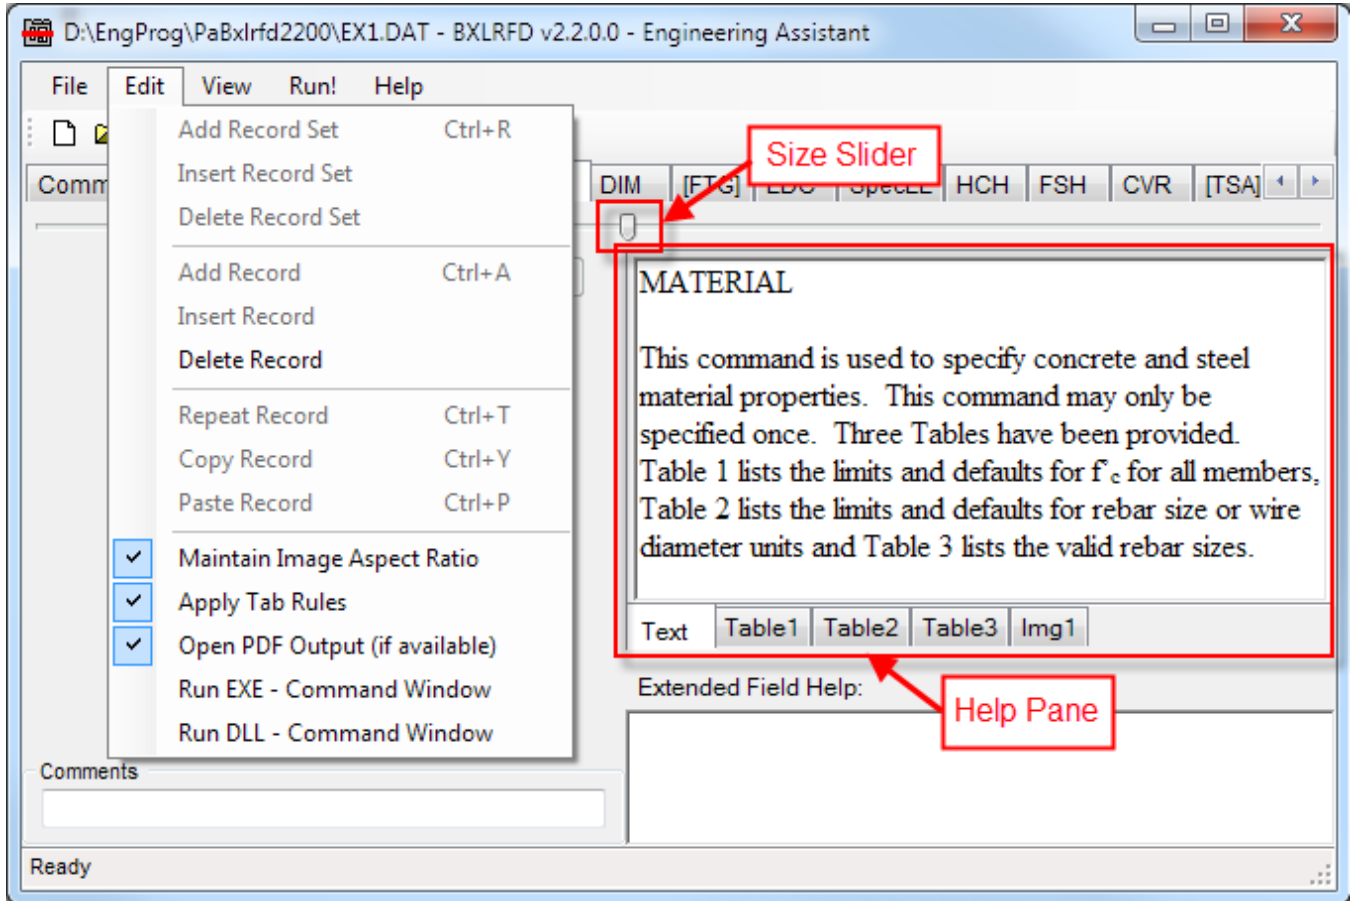 D:\EngProg\PaBxlrfd2200\EX1.DAT - BXLRFD v2.2.0.0 - Engineering Assistant
File Edit View Run! Help
Add Record Set Ctrl+R
Insert Record Set
Delete Record Set
Add Record Ctrl+A
Insert Record
Delete Record
Repeat Record Ctrl+T
Copy Record Ctrl+Y
Paste Record Ctrl+P
Maintain Image Aspect Ratio
Apply Tab Rules
Open PDF Output (if available)
Run EXE - Command Window
Run DLL - Command Window
Size Slider
DIM [FTG] HCH FSH CVR [TSA]
MATERIAL
This command is used to specify concrete and steel
material properties.  This command may only be
specified once.  Three Tables have been provided.
Table 1 lists the limits and defaults for f'c for all members,
Table 2 lists the limits and defaults for rebar size or wire
diameter units and Table 3 lists the valid rebar sizes.
Text Table1 Table2 Table3 Img1
Extended Field Help:
Help Pane
Comments
Ready